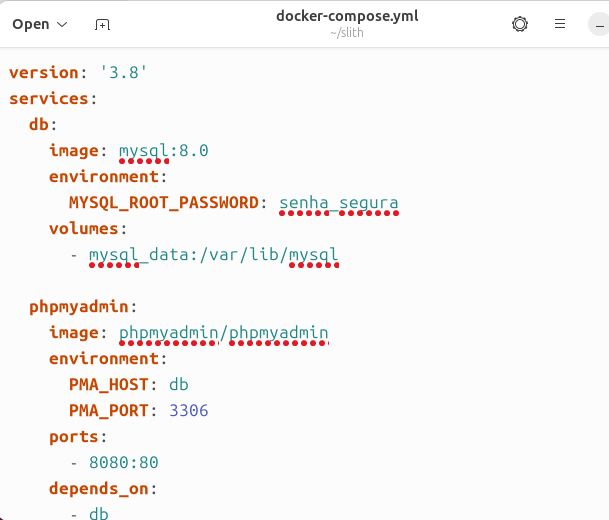 Open
docker-compose.yml
~/slith
version: '3.8'
services:
  db:
    image: mysql:8.0
    environment:
      MYSQL_ROOT_PASSWORD: senha_segura
    volumes:
      - mysql_data:/var/lib/mysql

  phpmyadmin:
    image: phpmyadmin/phpmyadmin
    environment:
      PMA_HOST: db
      PMA_PORT: 3306
    ports:
      - 8080:80
    depends_on:
      - db